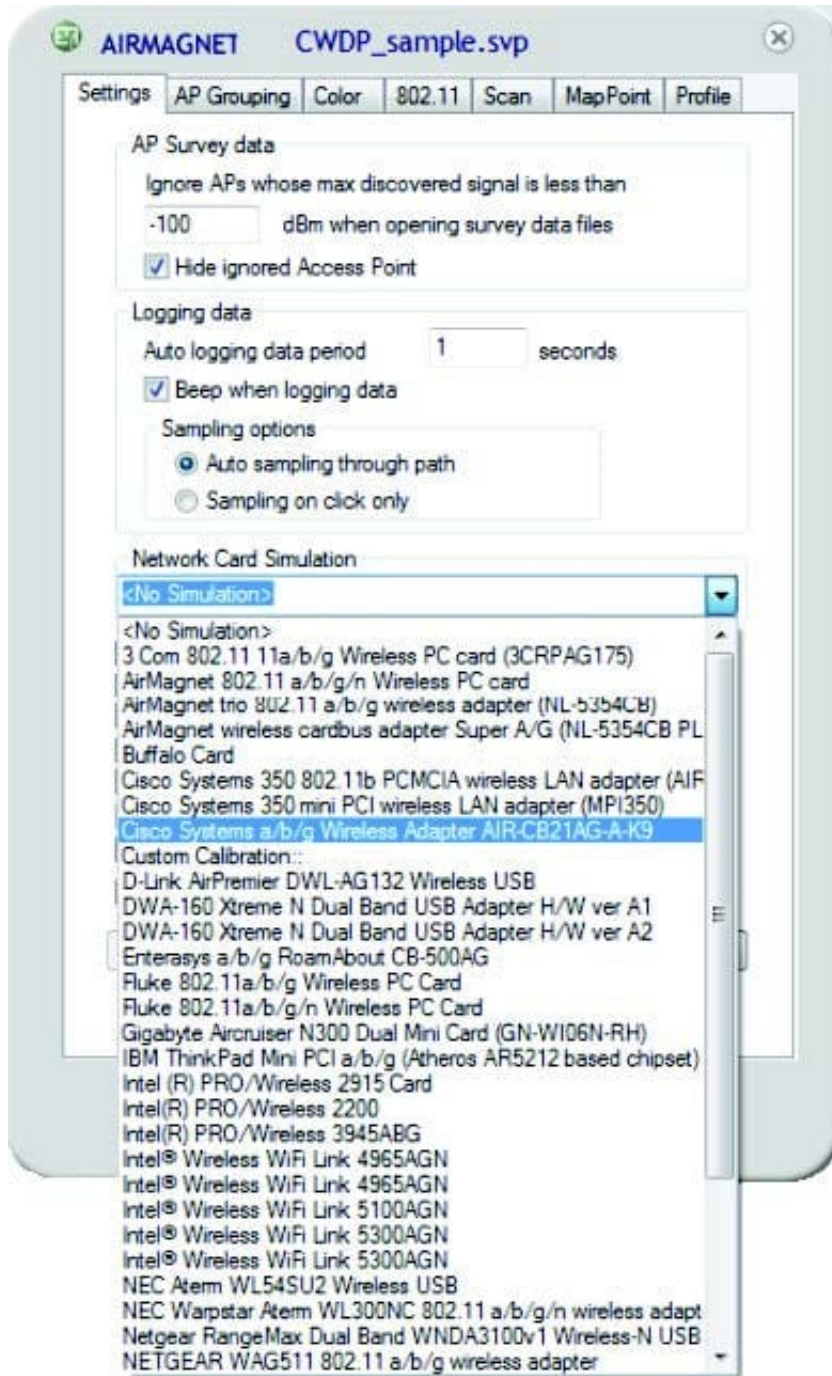 AIRMAGNET CWDP_sample.svp
Settings AP Grouping Color 802.11 Scan MapPoint Profile
AP Survey data
Ignore APs whose max discovered signal is less than
-100 dBm when opening survey data files
Hide ignored Access Point
Logging data
Auto logging data period 1 seconds
Beep when logging data
Sampling options
Auto sampling through path
Sampling on click only
Network Card Simulation
<No Simulation>
<No Simulation>
3 Com 802.11 11a/b/g Wireless PC card (3CRPAG175)
AirMagnet 802.11 a/b/g/n Wireless PC card
AirMagnet trio 802.11 a/b/g wireless adapter (NL-5354CB)
AirMagnet wireless cardbus adapter Super A/G (NL-5354CB PL
Buffalo Card
Cisco Systems 350 802.11b PCMCIA wireless LAN adapter (AIR
Cisco Systems 350 mini PCI wireless LAN adapter (MPI350)
Cisco Systems a/b/g Wireless Adapter AIR-CB21AG-A-K9
Custom Calibration::
D-Link AirPremier DWL-AG132 Wireless USB
DWA-160 Xtreme N Dual Band USB Adapter H/W ver A1
DWA-160 Xtreme N Dual Band USB Adapter H/W ver A2
Enterasys a/b/g RoamAbout CB-500AG
Fluke 802.11a/b/g Wireless PC Card
Fluke 802.11a/b/g/n Wireless PC Card
Gigabyte Aircruiser N300 Dual Mini Card (GN-WI06N-RH)
IBM ThinkPad Mini PCI a/b/g (Atheros AR5212 based chipset)
Intel (R) PRO/Wireless 2915 Card
Intel(R) PRO/Wireless 2200
Intel(R) PRO/Wireless 3945ABG
Intel® Wireless WiFi Link 4965AGN
Intel® Wireless WiFi Link 4965AGN
Intel® Wireless WiFi Link 5100AGN
Intel® Wireless WiFi Link 5300AGN
Intel® Wireless WiFi Link 5300AGN
NEC Aterm WL54SU2 Wireless USB
NEC Warpstar Aterm WL300NC 802.11 a/b/g/n wireless adapt
Netgear RangeMax Dual Band WNDA3100v1 Wireless-N USB
NETGEAR WAG511 802.11 a/b/g wireless adapter